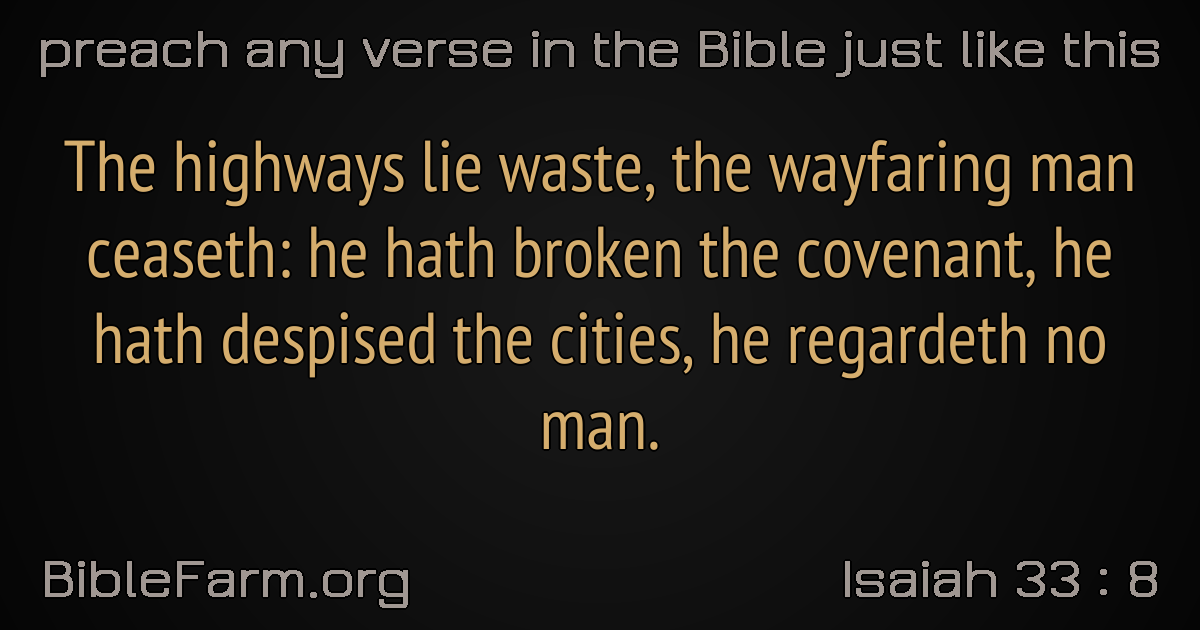 preach any verse in the Bible just like this
The highways lie waste, the wayfaring man
ceaseth: he hath broken the covenant, he
hath despised the cities, he regardeth no
man.
BibleFarm.org
Isaiah 33 : 8